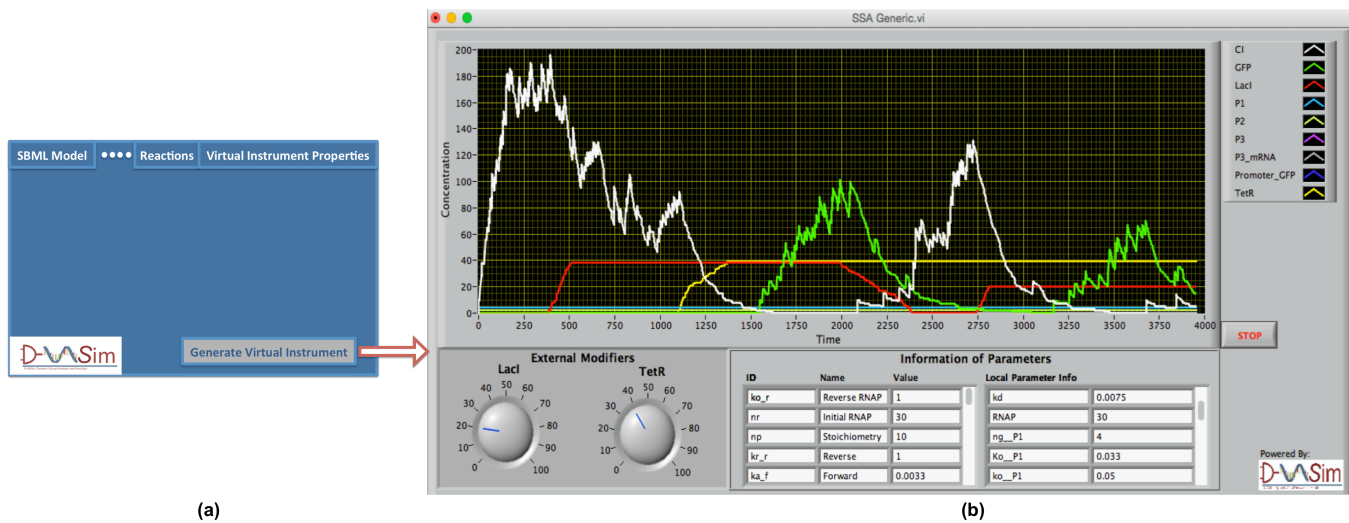 SBML Model
Reactions
Virtual Instrument Properties
D-VASim
Generate Virtual Instrument
(a)
SSA Generic.vi
Concentration
200
180
160
140
120
100
80
60
40
20
0
0 250 500 750 1000 1250 1500 1750 2000 2250 2500 2750 3000 3250 3500 3750 4000
Time
CI
GFP
LacI
P1
P2
P3
P3_mRNA
Promoter_GFP
TetR
STOP
External Modifiers
LacI
0 10 20 30 40 50 60 70 80 90 100
TetR
0 10 20 30 40 50 60 70 80 90 100
Information of Parameters
ID Name Value Local Parameter Info
ko_r Reverse RNAP 1 kd 0.0075
nr Initial RNAP 30 RNAP 30
np Stoichiometry 10 ng__P1 4
kr_r Reverse 1 Ko__P1 0.033
ka_f Forward 0.0033 ko__P1 0.05
Powered By:
D-VASim
(b)